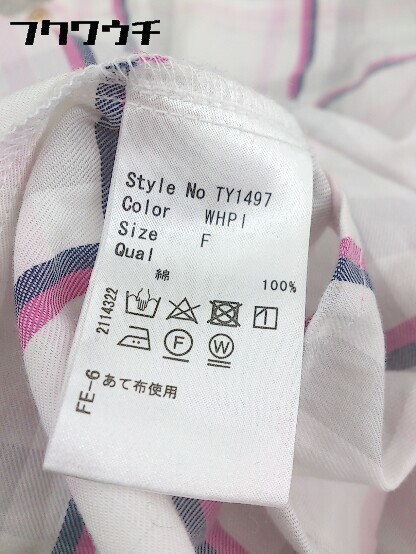 フクワウチ
Style No TY1497
Color WHPI
Size F
Qual
綿 100%
2114322
F
W
FE-6
あて布使用